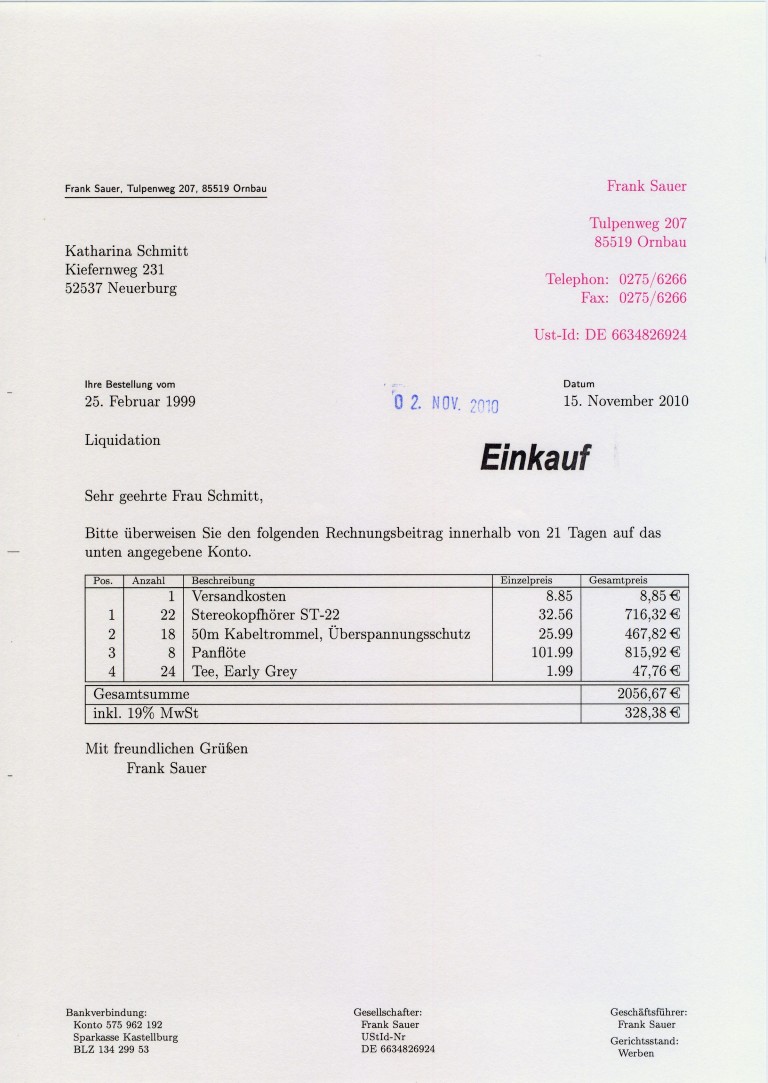 Frank Sauer, Tulpenweg 207, 85519 Ornbau
Frank Sauer
Tulpenweg 207
85519 Ornbau
Telephon: 0275/6266
Fax: 0275/6266
Ust-Id: DE 6634826924
Katharina Schmitt
Kiefernweg 231
52537 Neuerburg
Ihre Bestellung vom
25. Februar 1999
02. NOV. 2010
Datum
15. November 2010
Liquidation
Einkauf
Sehr geehrte Frau Schmitt,
Bitte überweisen Sie den folgenden Rechnungsbeitrag innerhalb von 21 Tagen auf das
unten angegebene Konto.
Pos. Anzahl Beschreibung Einzelpreis Gesamtpreis
1 Versandkosten 8.85 8,85 €
1 22 Stereokopfhörer ST-22 32.56 716,32 €
2 18 50m Kabeltrommel, Überspannungsschutz 25.99 467,82 €
3 8 Panflöte 101.99 815,92 €
4 24 Tee, Early Grey 1.99 47,76 €
Gesamtsumme 2056,67 €
inkl. 19% MwSt 328,38 €
Mit freundlichen Grüßen
Frank Sauer
Bankverbindung:
Konto 575 962 192
Sparkasse Kastellburg
BLZ 134 299 53
Gesellschafter:
Frank Sauer
UStId-Nr
DE 6634826924
Geschäftsführer:
Frank Sauer
Gerichtsstand:
Werben